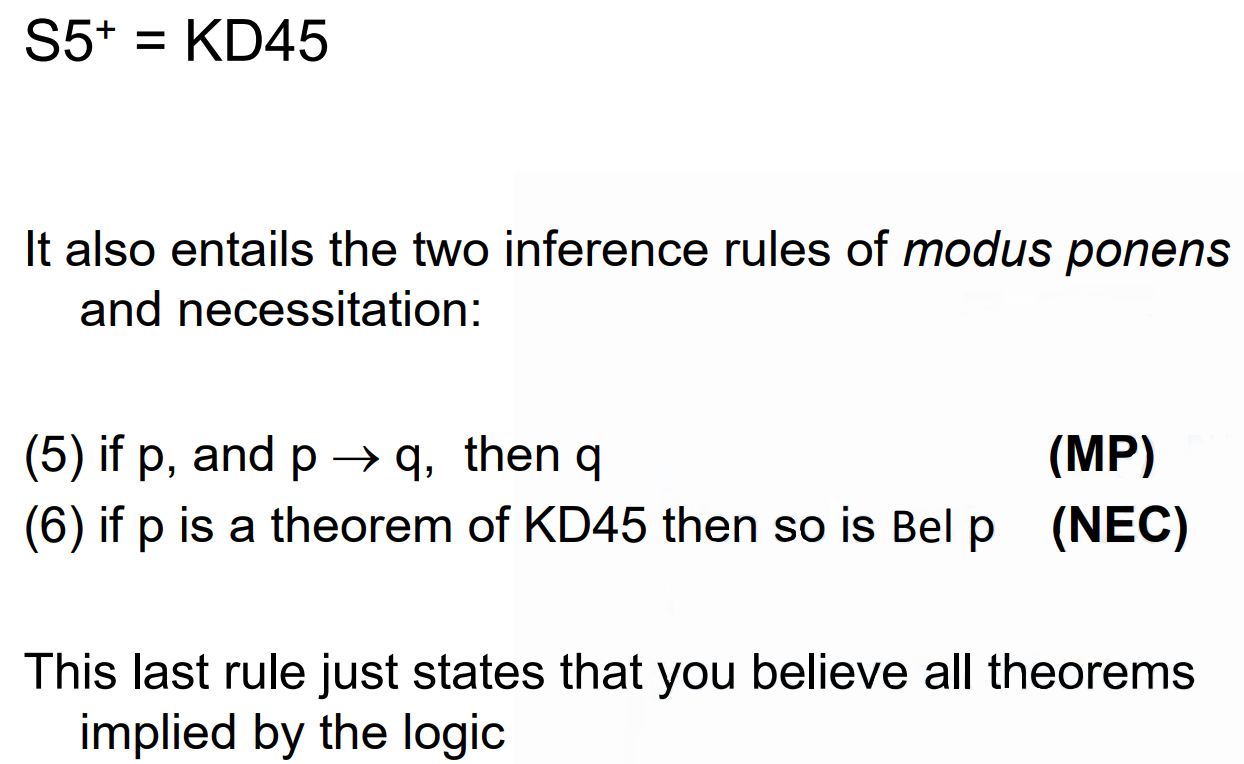 S5⁺ = KD45
It also entails the two inference rules of modus ponens
and necessitation:
(5) if p, and p → q, then q (MP)
(6) if p is a theorem of KD45 then so is Bel p (NEC)
This last rule just states that you believe all theorems
implied by the logic